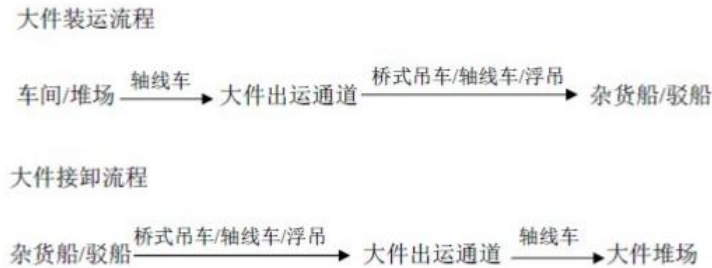 大件装运流程
轴线车 桥式吊车/轴线车/浮吊
车间/堆场 大件出运通道 杂货船/驳船
大件接卸流程
桥式吊车/轴线车/浮吊 轴线车
杂货船/驳船 大件出运通道 大件堆场